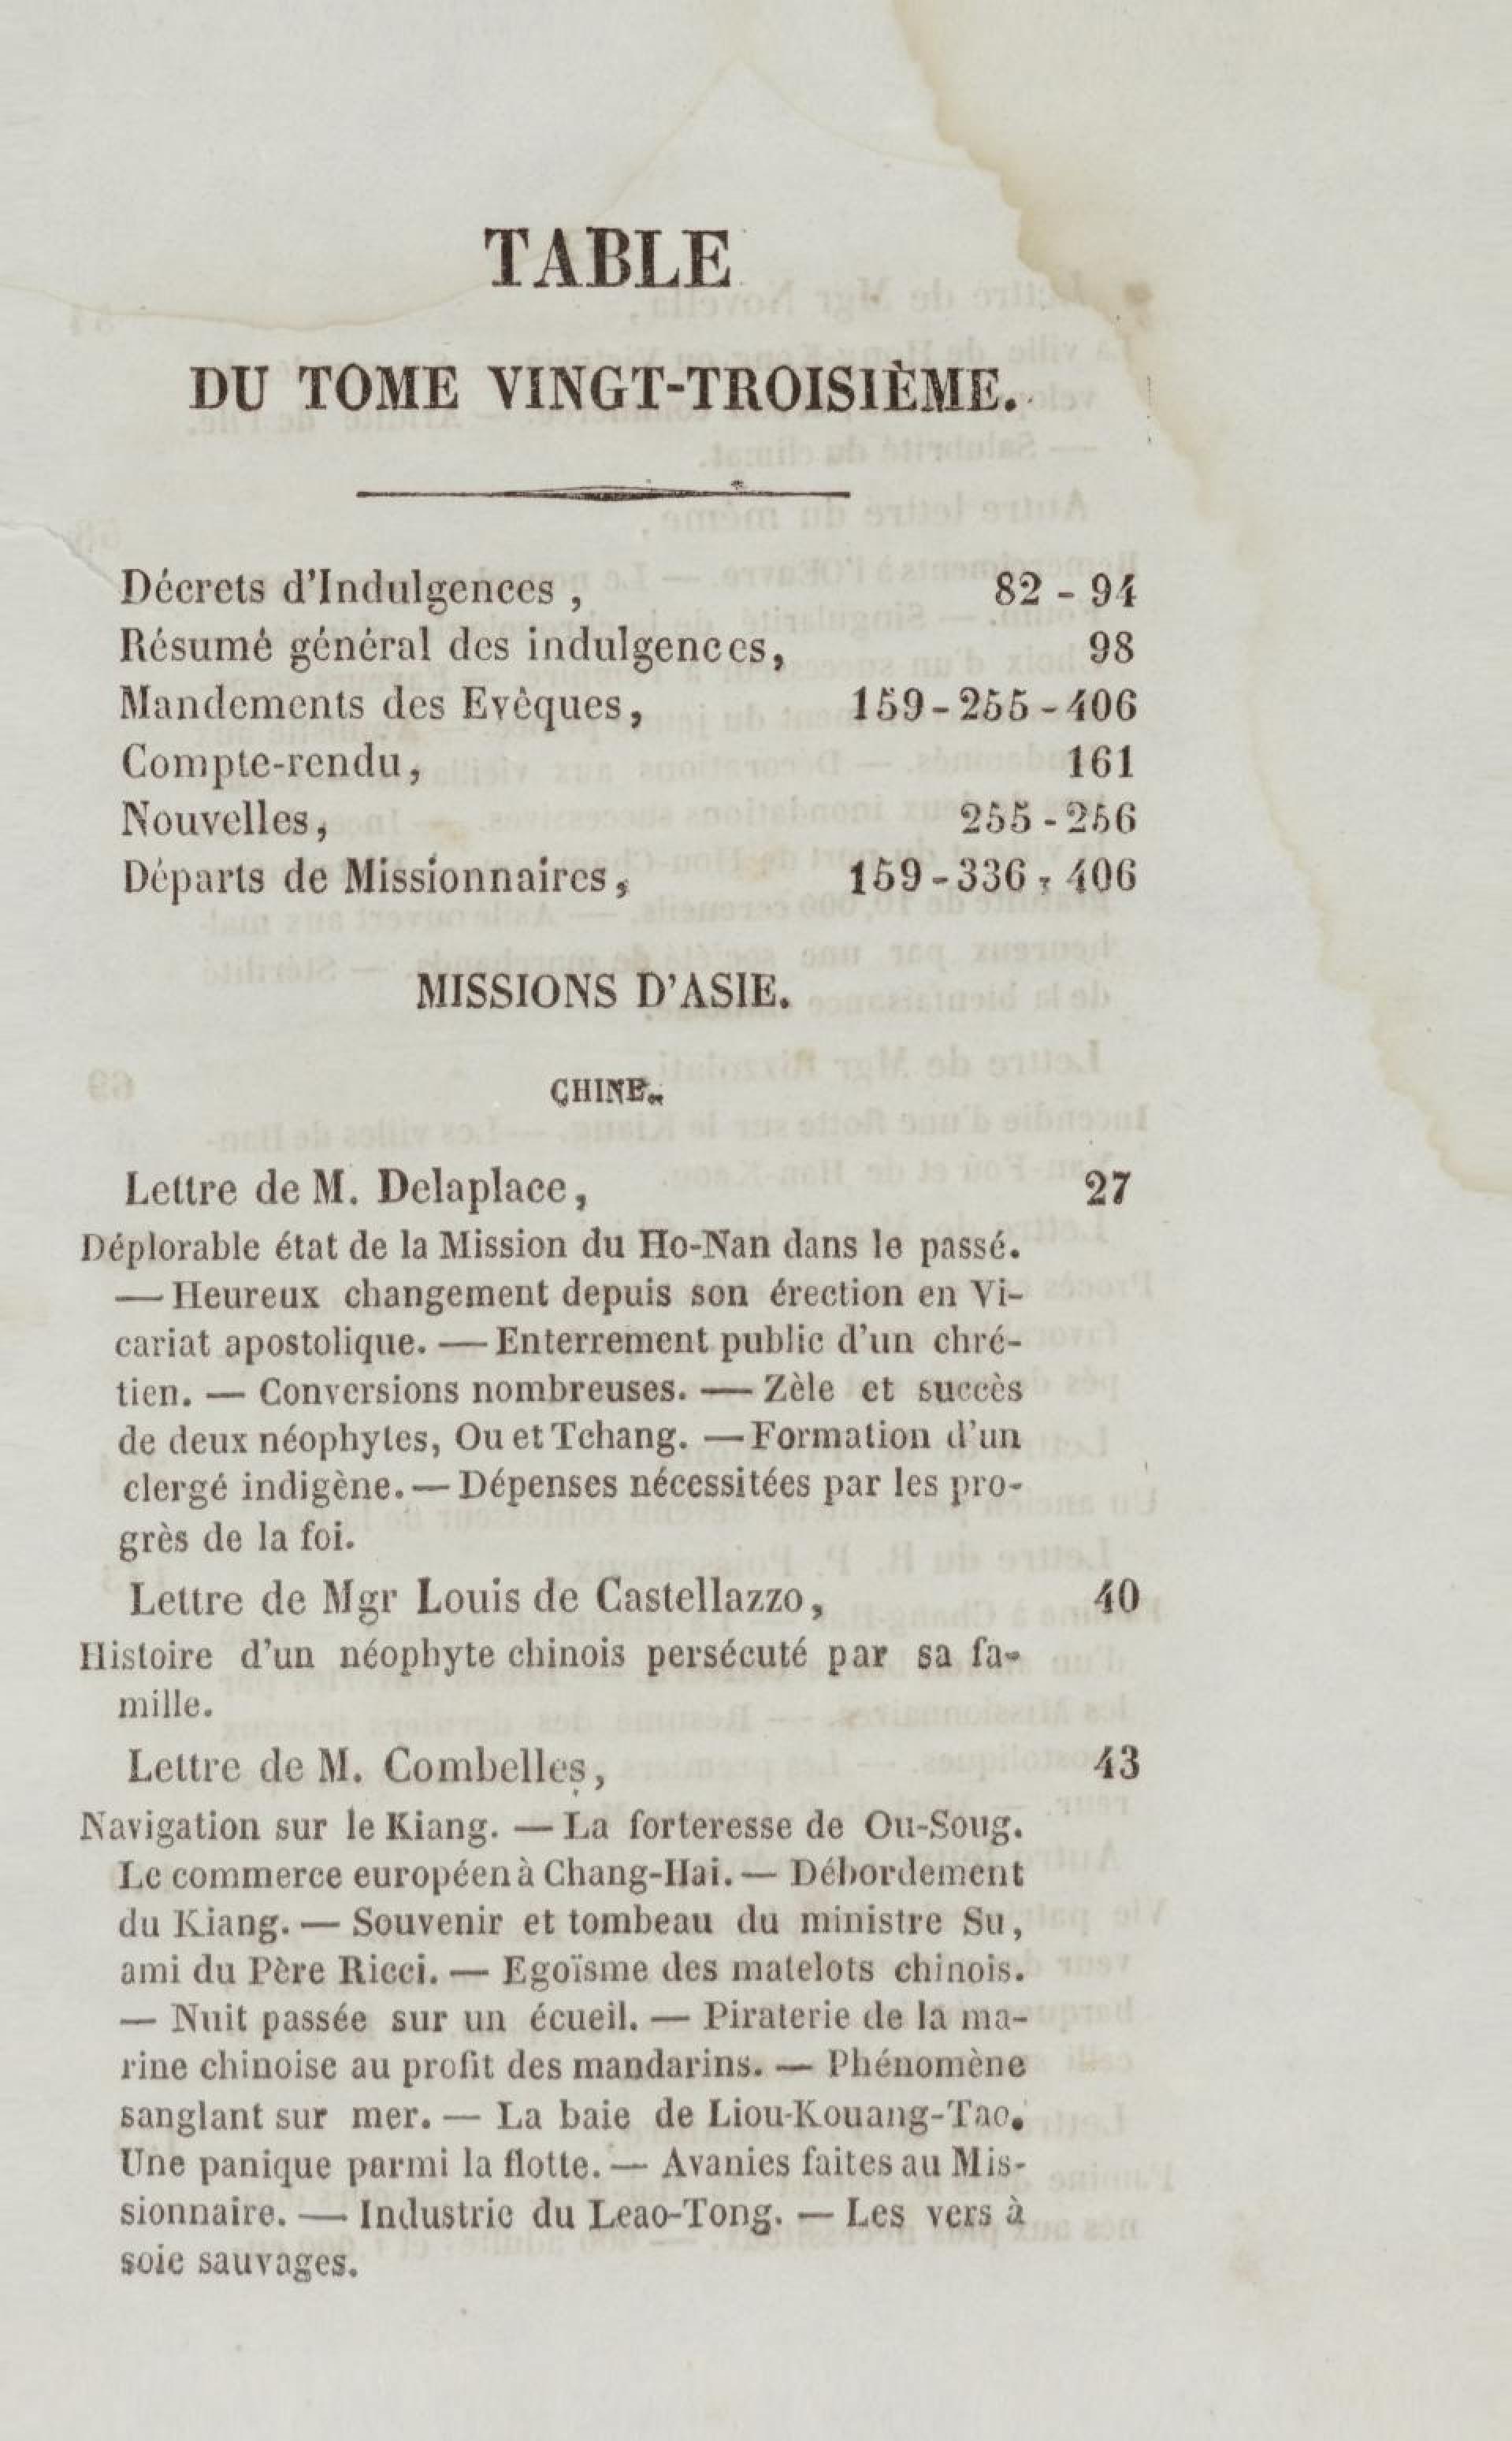 TABLE
DU TOME VINGT-TROISIÈME.
Décrets d'Indulgences, 82 - 94
Résumé général des indulgences, 98
Mandements des Evêques, 159-255-406
Compte-rendu, 161
Nouvelles, 255-256
Départs de Missionnaires, 159-336-406
MISSIONS D'ASIE.
CHINE.
Lettre de M. Delaplace, 27
Déplorable état de la Mission du Ho-Nan dans le passé.
— Heureux changement depuis son érection en Vi-
cariat apostolique. — Enterrement public d'un chré-
tien. — Conversions nombreuses. — Zèle et succès
de deux néophytes, Ou et Tchang. — Formation d'un
clergé indigène. — Dépenses nécessitées par les pro-
grès de la foi.
Lettre de Mgr Louis de Castellazzo, 40
Histoire d'un néophyte chinois persécuté par sa fa-
mille.
Lettre de M. Combelles, 43
Navigation sur le Kiang. — La forteresse de Ou-Soug.
Le commerce européen à Chang-Hai. — Débordement
du Kiang. — Souvenir et tombeau du ministre Su,
ami du Père Ricci. — Egoïsme des matelots chinois.
— Nuit passée sur un écueil. — Piraterie de la ma-
rine chinoise au profit des mandarins. — Phénomène
sanglant sur mer. — La baie de Liou-Kouang-Tao.
Une panique parmi la flotte. — Avanies faites au Mis-
sionnaire. — Industrie du Leao-Tong. — Les vers à
soie sauvages.